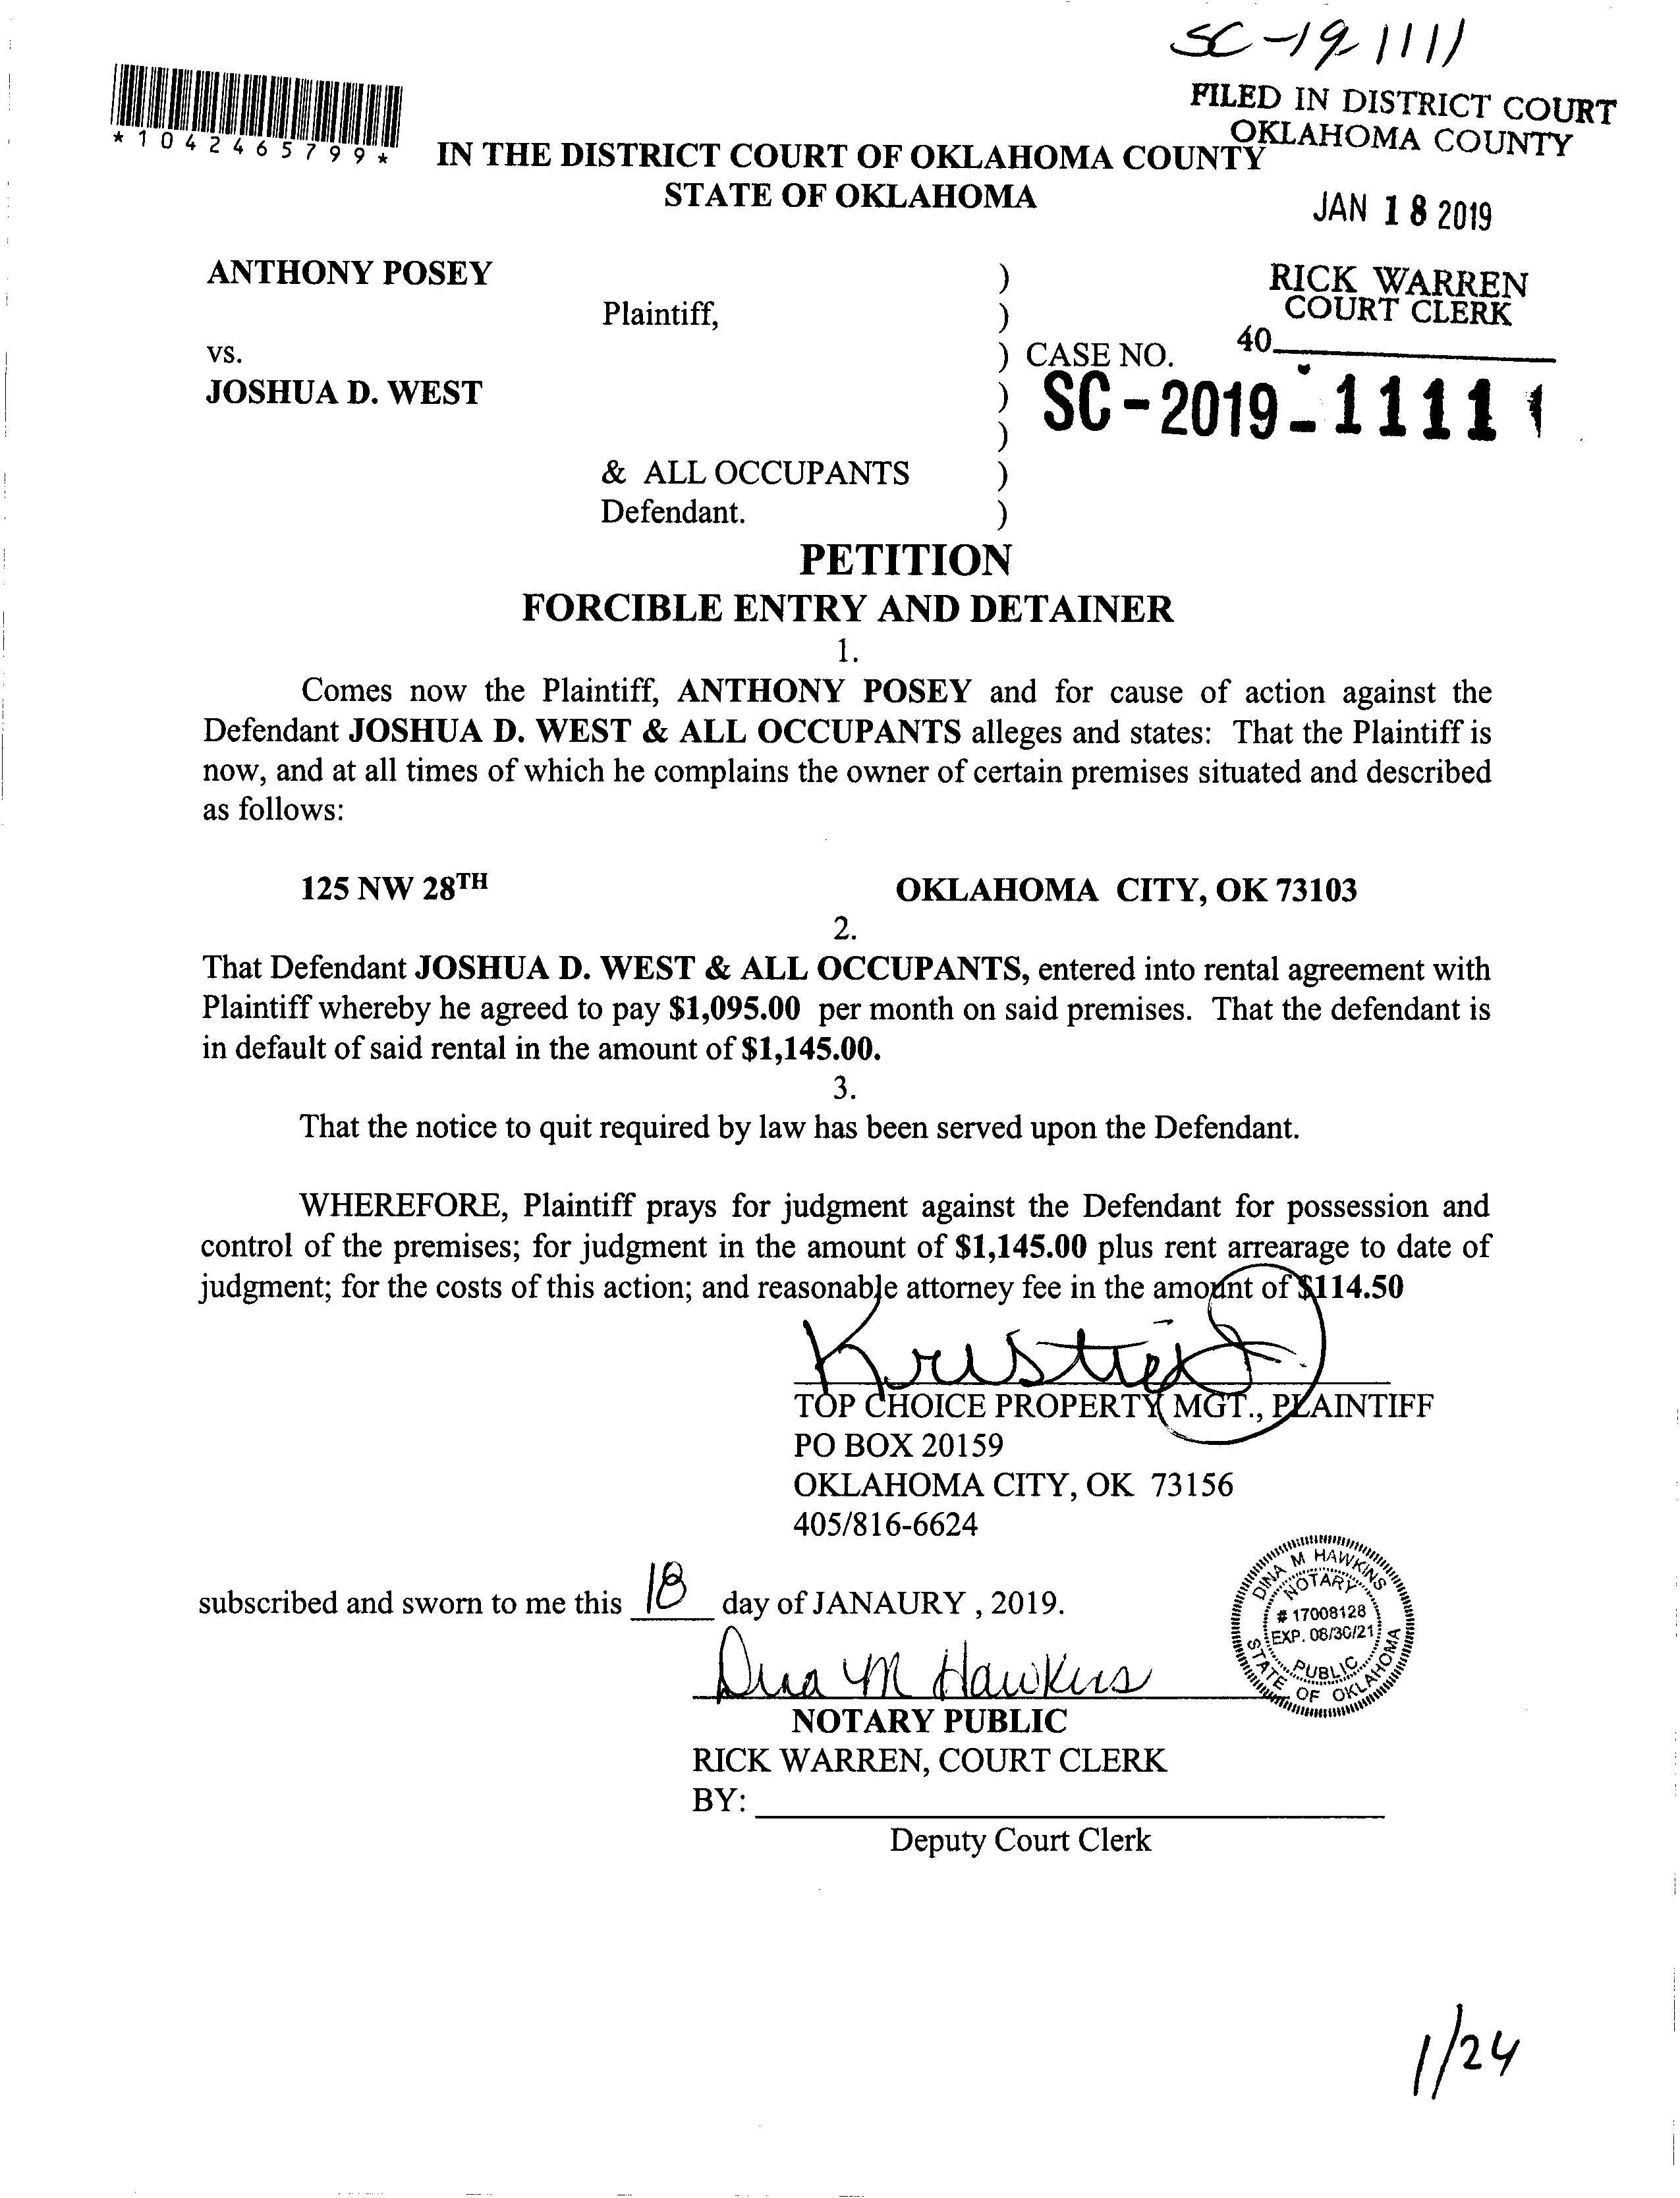 SC-19-1111
FILED IN DISTRICT COURT
OKLAHOMA COUNTY
*1042465799*
IN THE DISTRICT COURT OF OKLAHOMA COUNTY
STATE OF OKLAHOMA
JAN 18 2019
ANTHONY POSEY )
Plaintiff, )
RICK WARREN
COURT CLERK
40
vs. ) CASE NO.
JOSHUA D. WEST ) SC-2019-1111
)
& ALL OCCUPANTS )
Defendant. )
PETITION
FORCIBLE ENTRY AND DETAINER
1.
Comes now the Plaintiff, ANTHONY POSEY and for cause of action against the
Defendant JOSHUA D. WEST & ALL OCCUPANTS alleges and states: That the Plaintiff is
now, and at all times of which he complains the owner of certain premises situated and described
as follows:
125 NW 28TH OKLAHOMA CITY, OK 73103
2.
That Defendant JOSHUA D. WEST & ALL OCCUPANTS, entered into rental agreement with
Plaintiff whereby he agreed to pay $1,095.00 per month on said premises. That the defendant is
in default of said rental in the amount of $1,145.00.
3.
That the notice to quit required by law has been served upon the Defendant.
WHEREFORE, Plaintiff prays for judgment against the Defendant for possession and
control of the premises; for judgment in the amount of $1,145.00 plus rent arrearage to date of
judgment; for the costs of this action; and reasonable attorney fee in the amount of $114.50
TOP CHOICE PROPERTY MGT., PLAINTIFF
PO BOX 20159
OKLAHOMA CITY, OK 73156
405/816-6624
subscribed and sworn to me this 18 day of JANAURY , 2019.
DINA M HAWKINS
NOTARY
# 17008128
EXP. 08/30/21
PUBLIC
STATE OF OKLAHOMA
Dina M Hawkins
NOTARY PUBLIC
RICK WARREN, COURT CLERK
BY:
Deputy Court Clerk
1/24